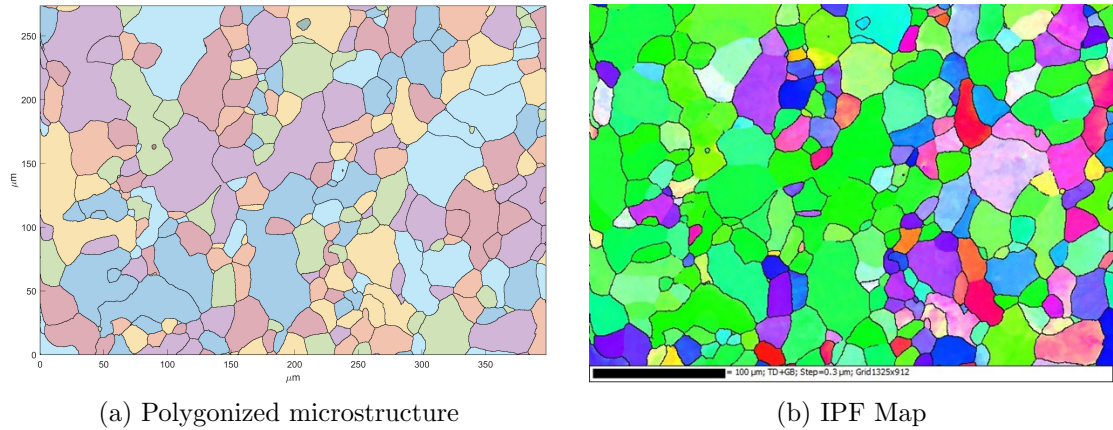 250
200
150
100
50
0
μm
0
50
100
150
200
250
300
350
μm
= 100 μm; TD+GB; Step=0.3 μm; Grid1325x912
(a) Polygonized microstructure
(b) IPF Map